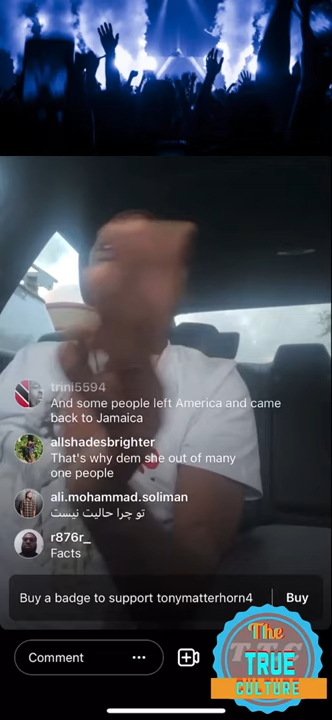 trini5594
And some people left America and came
back to Jamaica
allshadesbrighter
That's why dem she out of many
one people
ali.mohammad.soliman
تو چرا حالیت نیست
r876r_
Facts
Buy a badge to support tonymatterhorn4
Buy
Comment
The
TRUE
CULTURE